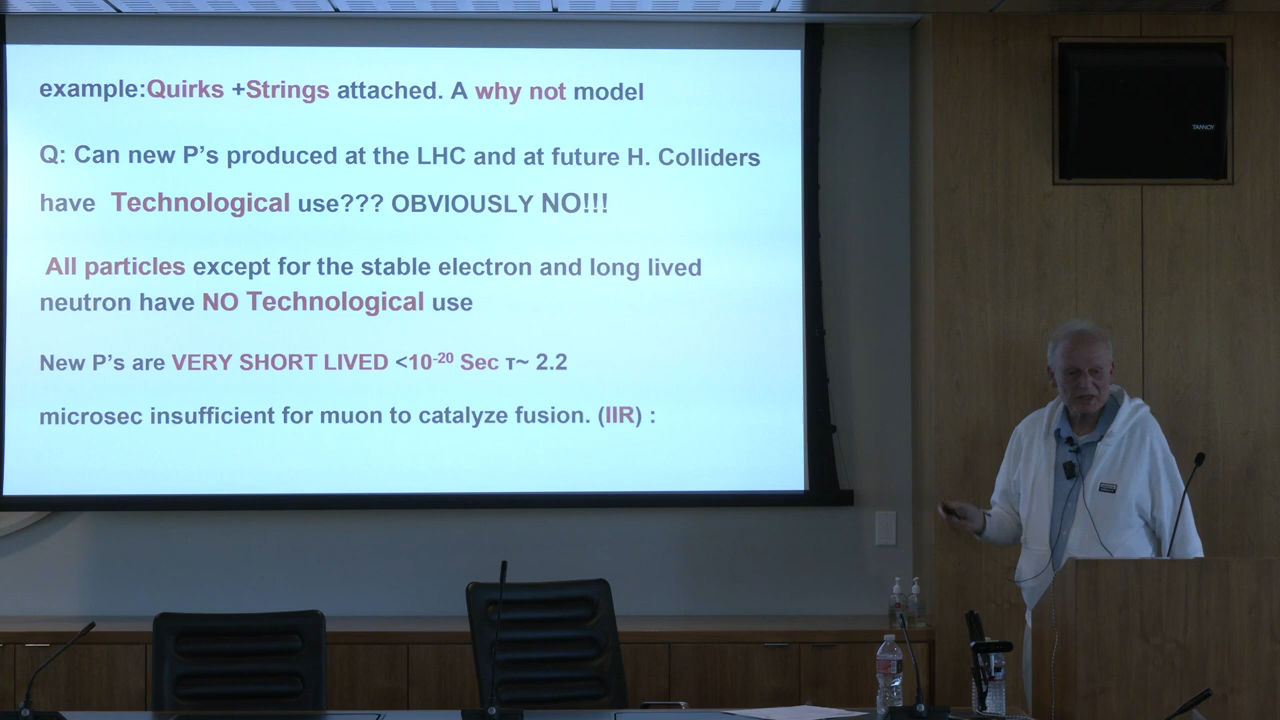 example:Quirks +Strings attached. A why not model
Q: Can new P's produced at the LHC and at future H. Colliders
have Technological use??? OBVIOUSLY NO!!!
All particles except for the stable electron and long lived
neutron have NO Technological use
New P's are VERY SHORT LIVED <10-20 Sec τ~ 2.2
microsec insufficient for muon to catalyze fusion. (IIR) :
TANNOY